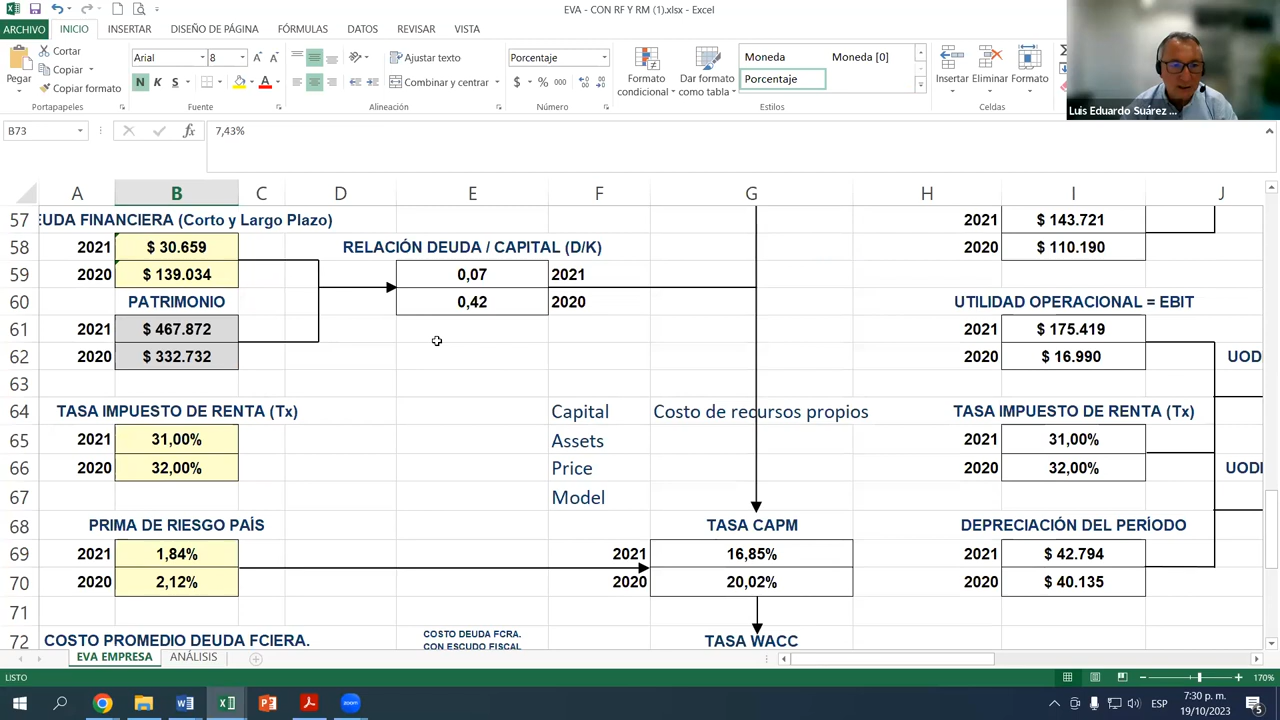 EVA - CON RF Y RM (1).xlsx - Excel
ARCHIVO INICIO INSERTAR DISEÑO DE PÁGINA FÓRMULAS DATOS REVISAR VISTA
Pegar
Cortar
Copiar
Copiar formato
Portapapeles
Arial 8
N K S
Fuente
Ajustar texto
Combinar y centrar
Alineación
Porcentaje
$ % 000
Número
Formato condicional
Dar formato como tabla
Moneda Moneda [0]
Porcentaje
Estilos
Insertar Eliminar Formato
Celdas
Luis Eduardo Suárez ...
B73 fx 7,43%
A B C D E F G H I J
57 EUDA FINANCIERA (Corto y Largo Plazo) 2021 $ 143.721
58 2021 $ 30.659 RELACIÓN DEUDA / CAPITAL (D/K) 2020 $ 110.190
59 2020 $ 139.034 0,07 2021
60 PATRIMONIO 0,42 2020 UTILIDAD OPERACIONAL = EBIT
61 2021 $ 467.872 2021 $ 175.419
62 2020 $ 332.732 2020 $ 16.990 UOD
63
64 TASA IMPUESTO DE RENTA (Tx) Capital Costo de recursos propios TASA IMPUESTO DE RENTA (Tx)
65 2021 31,00% Assets 2021 31,00%
66 2020 32,00% Price 2020 32,00% UODI
67 Model
68 PRIMA DE RIESGO PAÍS TASA CAPM DEPRECIACIÓN DEL PERÍODO
69 2021 1,84% 2021 16,85% 2021 $ 42.794
70 2020 2,12% 2020 20,02% 2020 $ 40.135
71
72 COSTO PROMEDIO DEUDA FCIERA. COSTO DEUDA FCRA. CON ESCUDO FISCAL TASA WACC
EVA EMPRESA ANÁLISIS
LISTO 170%
ESP
7:30 p. m.
19/10/2023
5